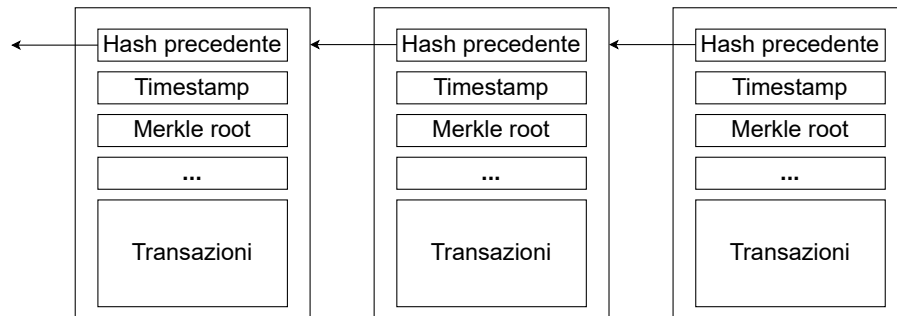 Hash precedente
Timestamp
Merkle root
...
Transazioni
Hash precedente
Timestamp
Merkle root
...
Transazioni
Hash precedente
Timestamp
Merkle root
...
Transazioni